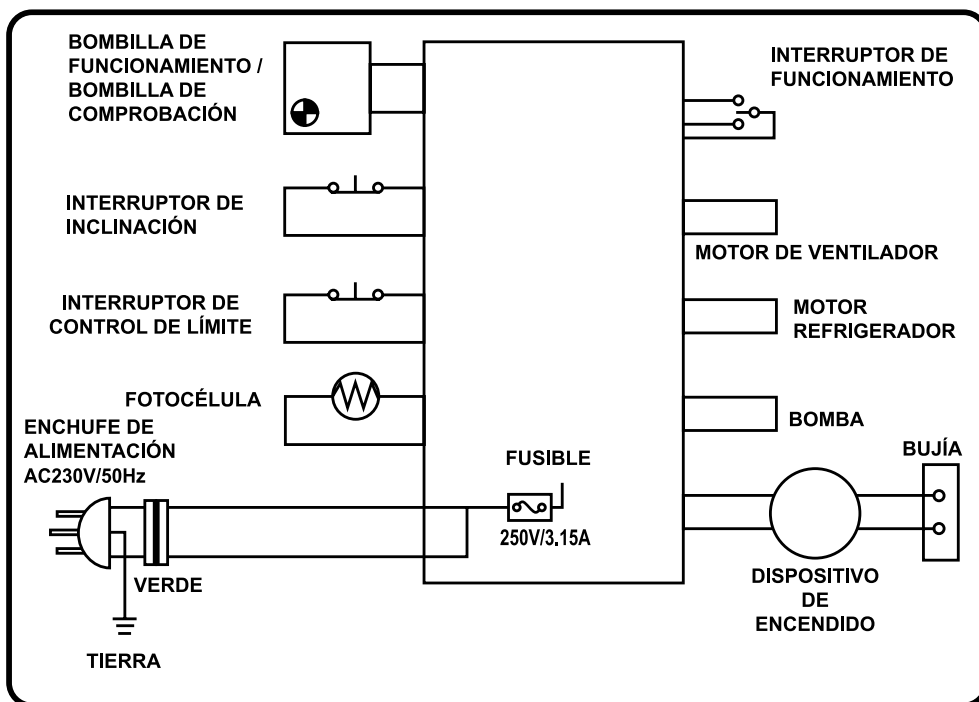 BOMBILLA DE
FUNCIONAMIENTO /
BOMBILLA DE
COMPROBACIÓN
INTERRUPTOR DE
FUNCIONAMIENTO
INTERRUPTOR DE
INCLINACIÓN
MOTOR DE VENTILADOR
INTERRUPTOR DE
CONTROL DE LÍMITE
MOTOR
REFRIGERADOR
FOTOCÉLULA
BOMBA
ENCHUFE DE
ALIMENTACIÓN
AC230V/50Hz
FUSIBLE
250V/3.15A
BUJÍA
VERDE
DISPOSITIVO
DE
ENCENDIDO
TIERRA